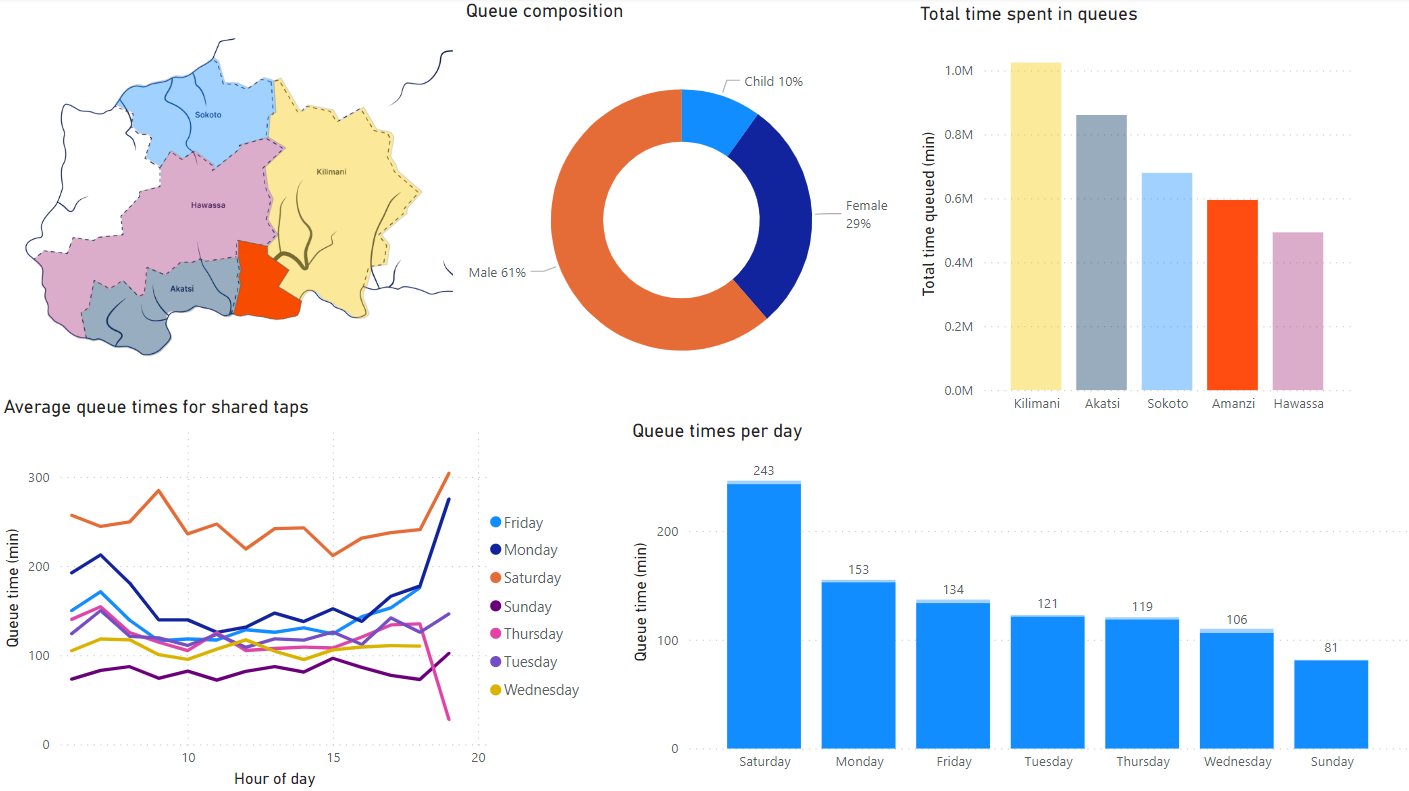 Queue composition
Total time spent in queues
Sokoto
Kilimani
Hawassa
Akatsi
Child 10%
Female
29%
Male 61%
Total time queued (min)
1.0M
0.8M
0.6M
0.4M
0.2M
0.0M
Kilimani
Akatsi
Sokoto
Amanzi
Hawassa
Average queue times for shared taps
Queue time (min)
300
200
100
0
10
15
20
Hour of day
Friday
Monday
Saturday
Sunday
Thursday
Tuesday
Wednesday
Queue times per day
Queue time (min)
200
100
0
243
153
134
121
119
106
81
Saturday
Monday
Friday
Tuesday
Thursday
Wednesday
Sunday